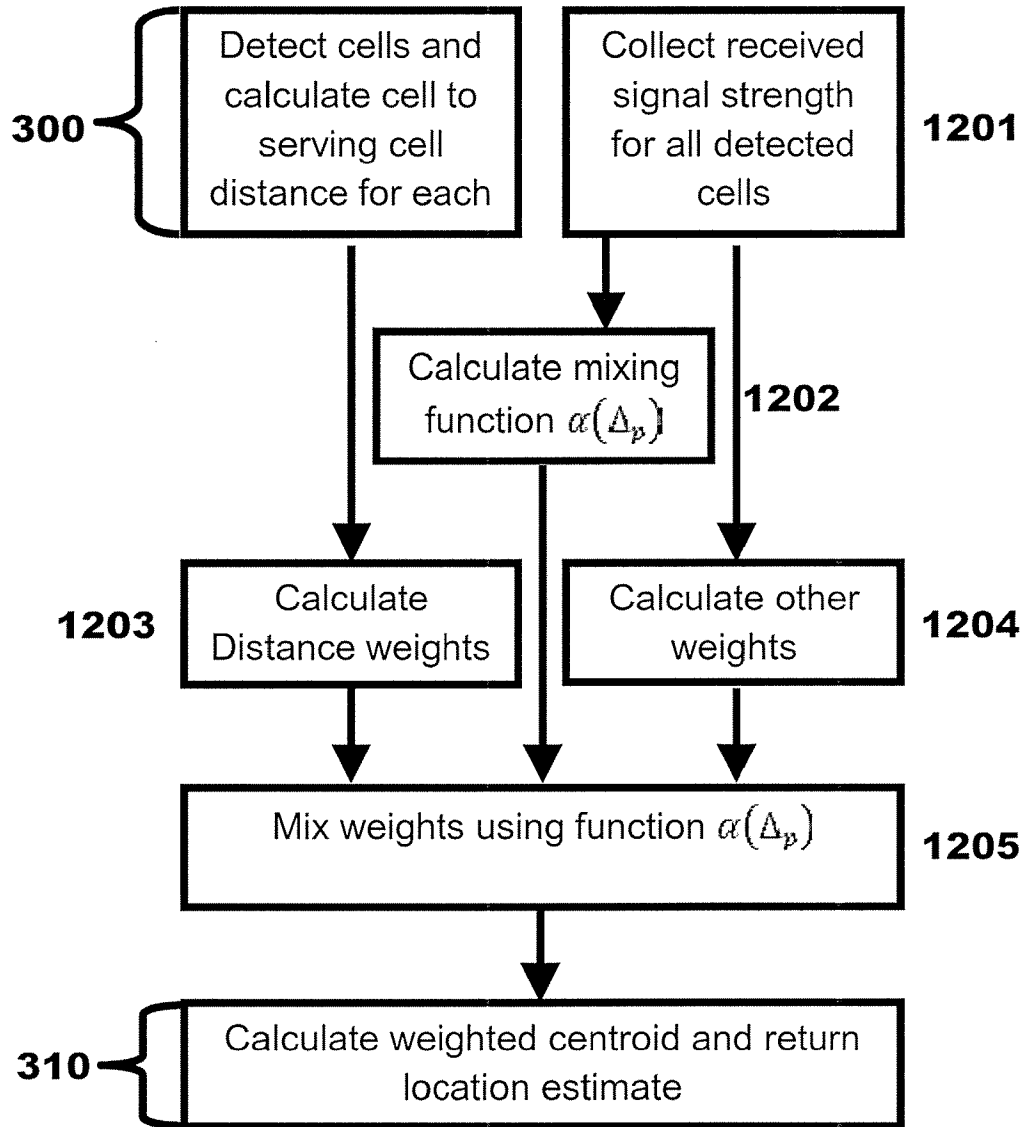 Detect cells and
calculate cell to
serving cell
distance for each
300
Collect received
signal strength
for all detected
cells
1201
Calculate mixing
function α(Δₚ)
1202
1203
Calculate
Distance weights
Calculate other
weights
1204
Mix weights using function α(Δₚ)
1205
310
Calculate weighted centroid and return
location estimate